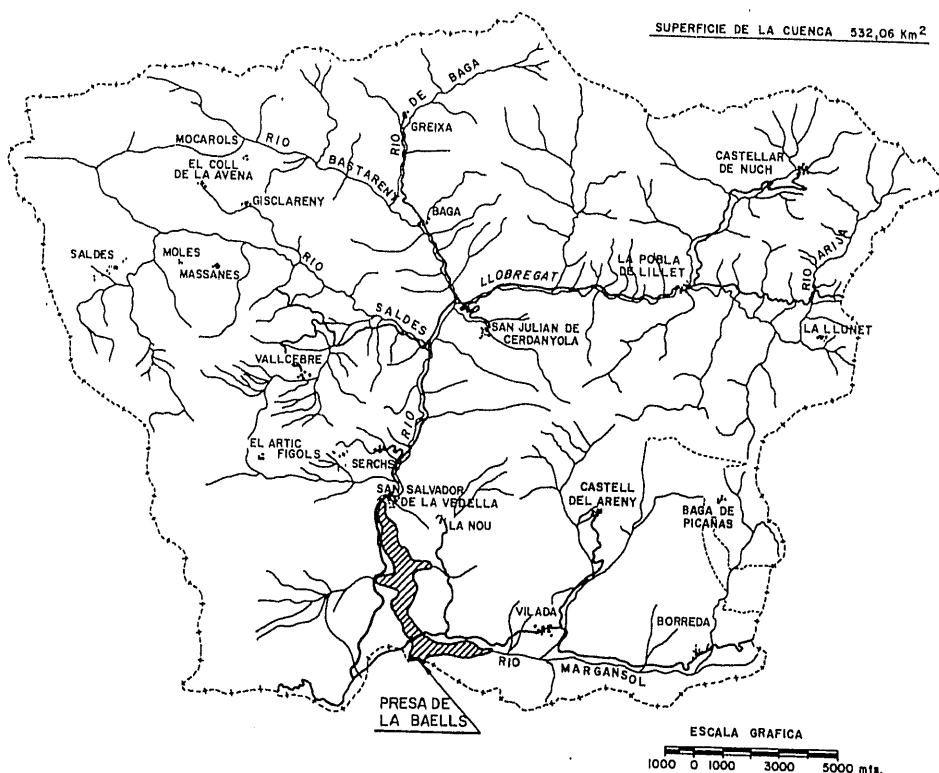 SUPERFICIE DE LA CUENCA 532,06 Km²
RIO DE BAGA
GREIXA
MOCAROLS
RIO BASTARENY
EL COLL
DE LA AVENA
GISCLARENY
CASTELLAR
DE NUCH
BAGA
SALDES
MOLES
MASSANES
RIO SALDES
LLOBREGAT
LA POBLA
DE LILLET
RIO ARIJA
SAN JULIAN DE
CERDANYOLA
LA LLUNET
VALLCEBRE
RIO
EL ARTIC
FIGOLS
SERCHS
SAN SALVADOR
DE LA VEDELLA
LA NOU
CASTELL
DEL ARENY
BAGA DE
PICAÑAS
VILADA
BORREDA
RIO MARGANSOL
PRESA DE
LA BAELLS
ESCALA GRAFICA
1000 0 1000 3000 5000 mts.